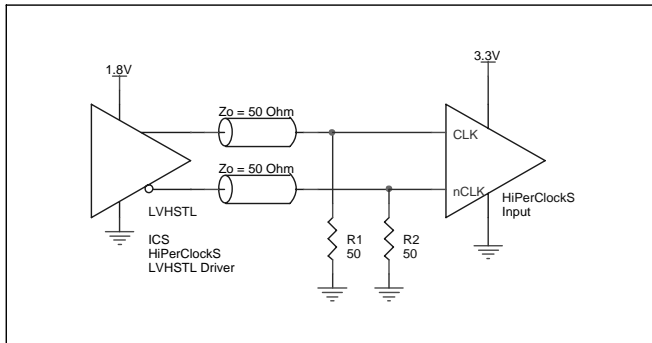 1.8V
3.3V
Zo = 50 Ohm
CLK
Zo = 50 Ohm
nCLK
HiPerClockS
Input
LVHSTL
ICS
HiPerClockS
LVHSTL Driver
R1
50
R2
50